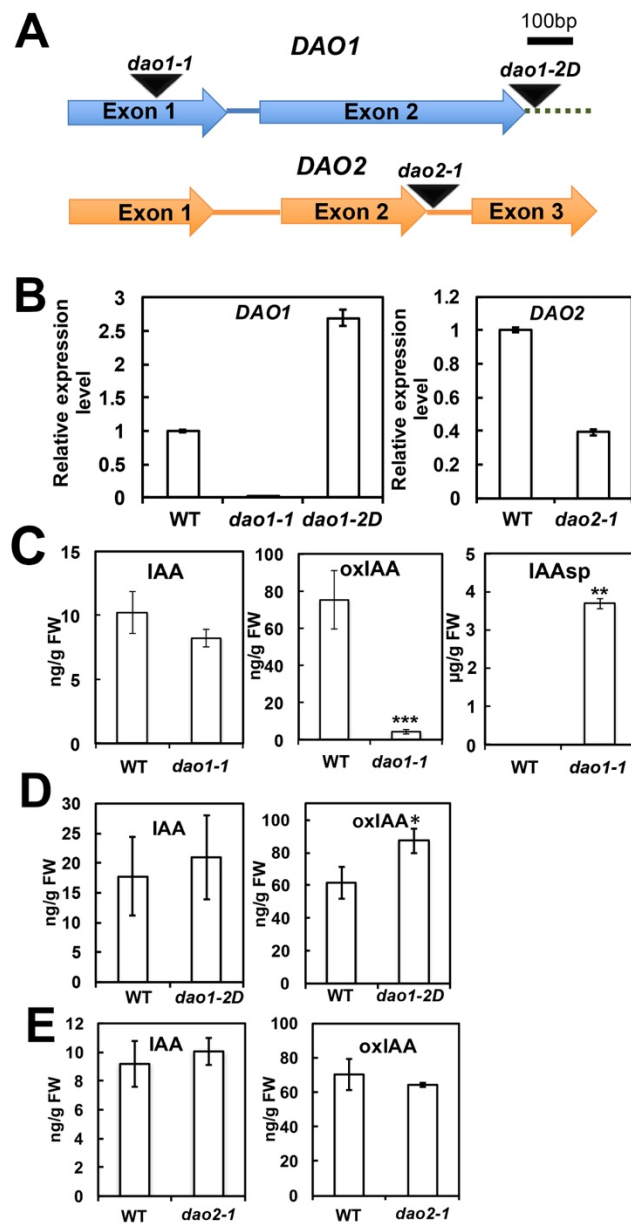 A
100bp
DAO1
dao1-1
dao1-2D
Exon 1
Exon 2
DAO2
dao2-1
Exon 1
Exon 2
Exon 3
B
Relative expression
level
3
2.5
2
1.5
1
0.5
0
DAO1
WT
dao1-1
dao1-2D
Relative expression
level
1.2
1
0.8
0.6
0.4
0.2
0
DAO2
WT
dao2-1
C
ng/g FW
15
10
5
0
IAA
WT
dao1-1
ng/g FW
100
80
60
40
20
0
oxIAA
***
WT
dao1-1
µg/g FW
5
4
3
2
1
0
IAAsp
**
WT
dao1-1
D
ng/g FW
30
25
20
15
10
5
0
IAA
WT
dao1-2D
ng/g FW
100
80
60
40
20
0
oxIAA*
WT
dao1-2D
E
ng/g FW
12
10
8
6
4
2
0
IAA
WT
dao2-1
ng/g FW
100
80
60
40
20
0
oxIAA
WT
dao2-1